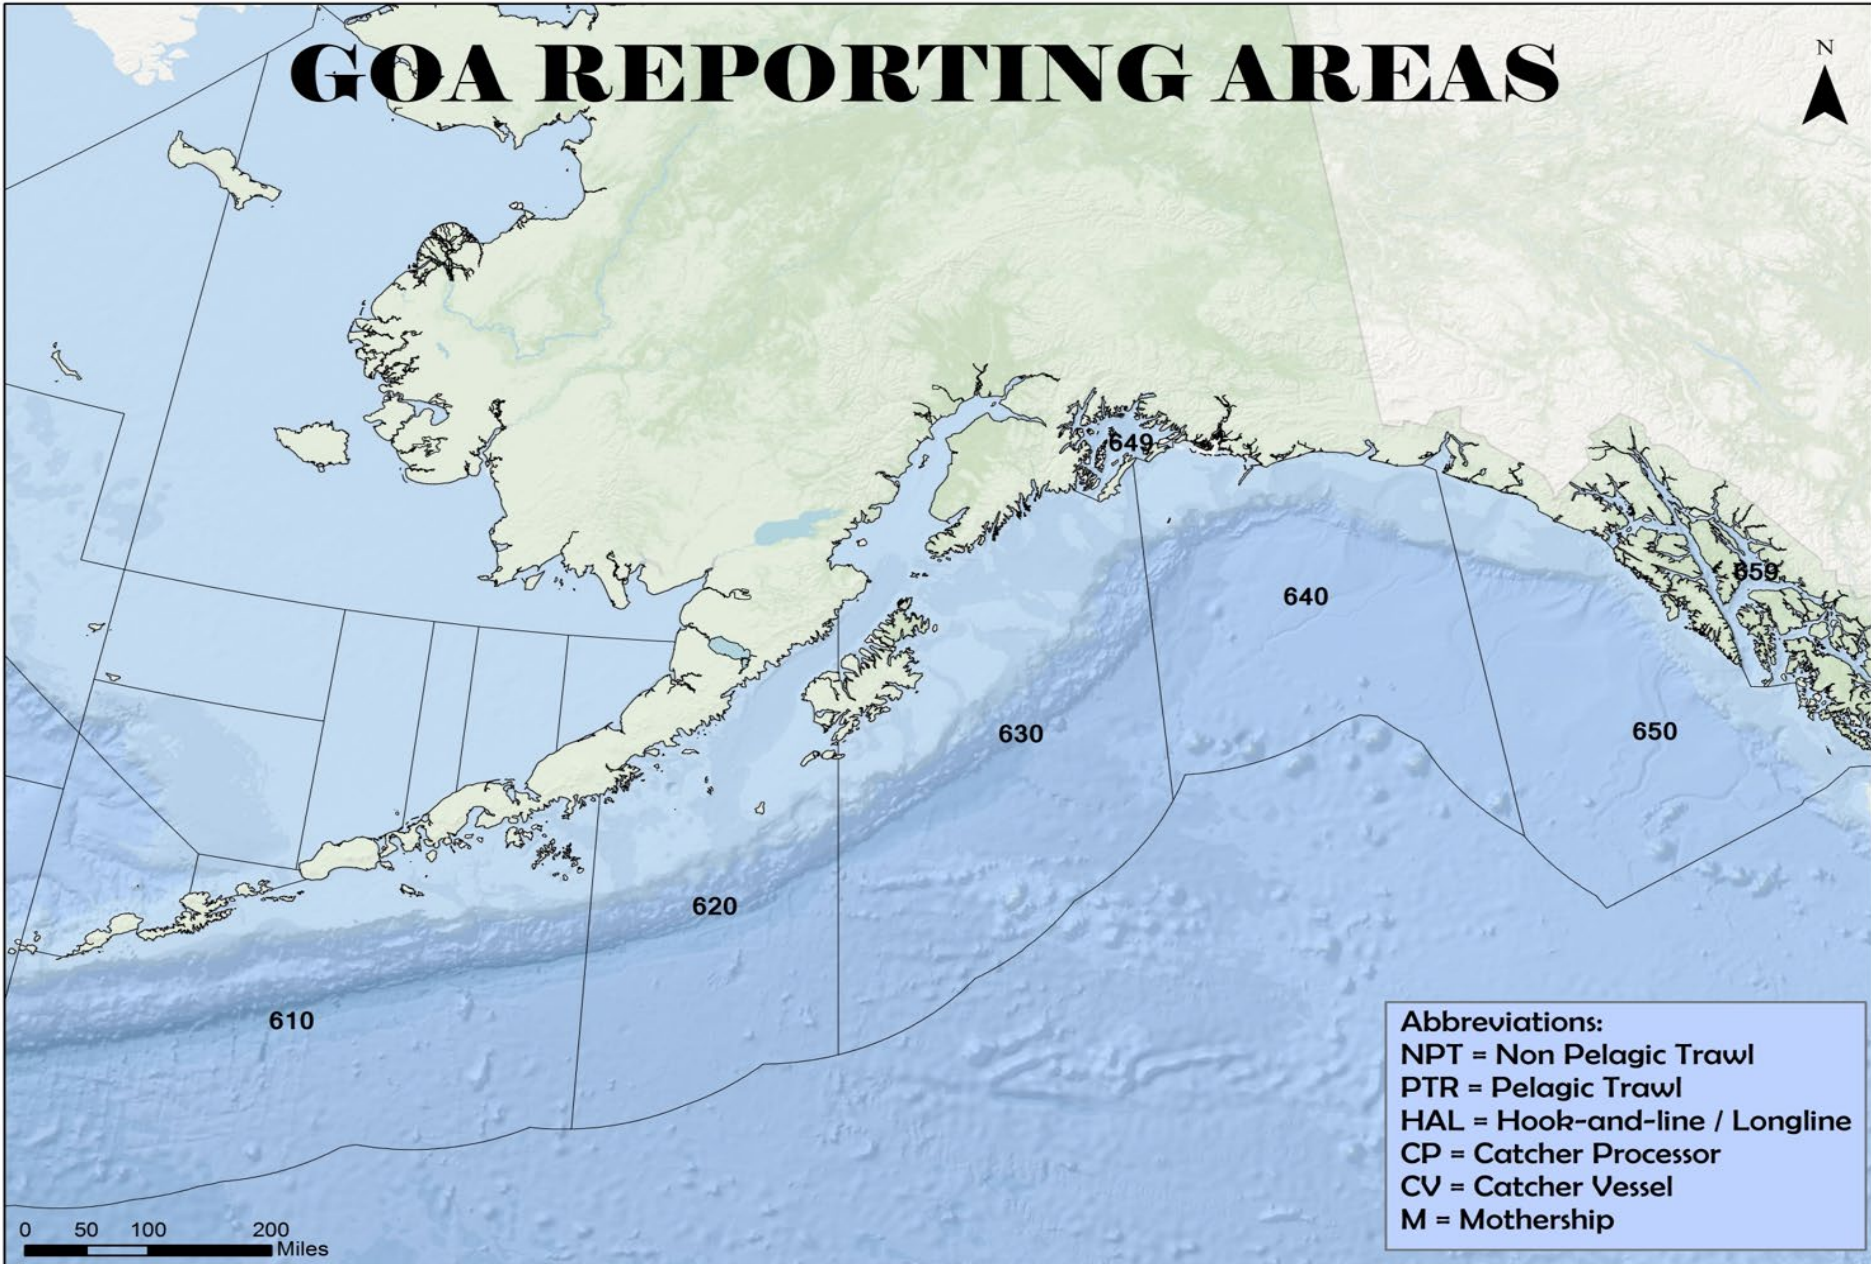 GOA REPORTING AREAS
N
649
659
640
630
650
620
610
Abbreviations:
NPT = Non Pelagic Trawl
PTR = Pelagic Trawl
HAL = Hook-and-line / Longline
CP = Catcher Processor
CV = Catcher Vessel
M = Mothership
0 50 100 200
Miles